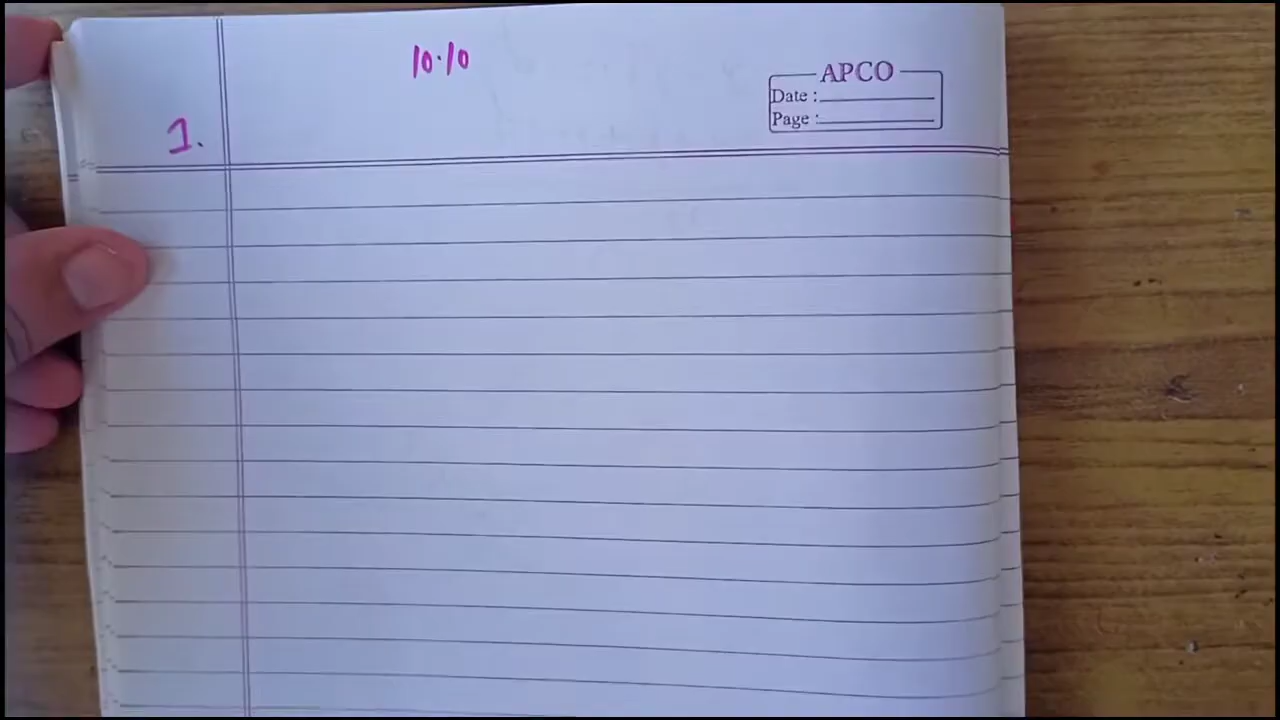 10.10
APCO
Date :
Page :
1.